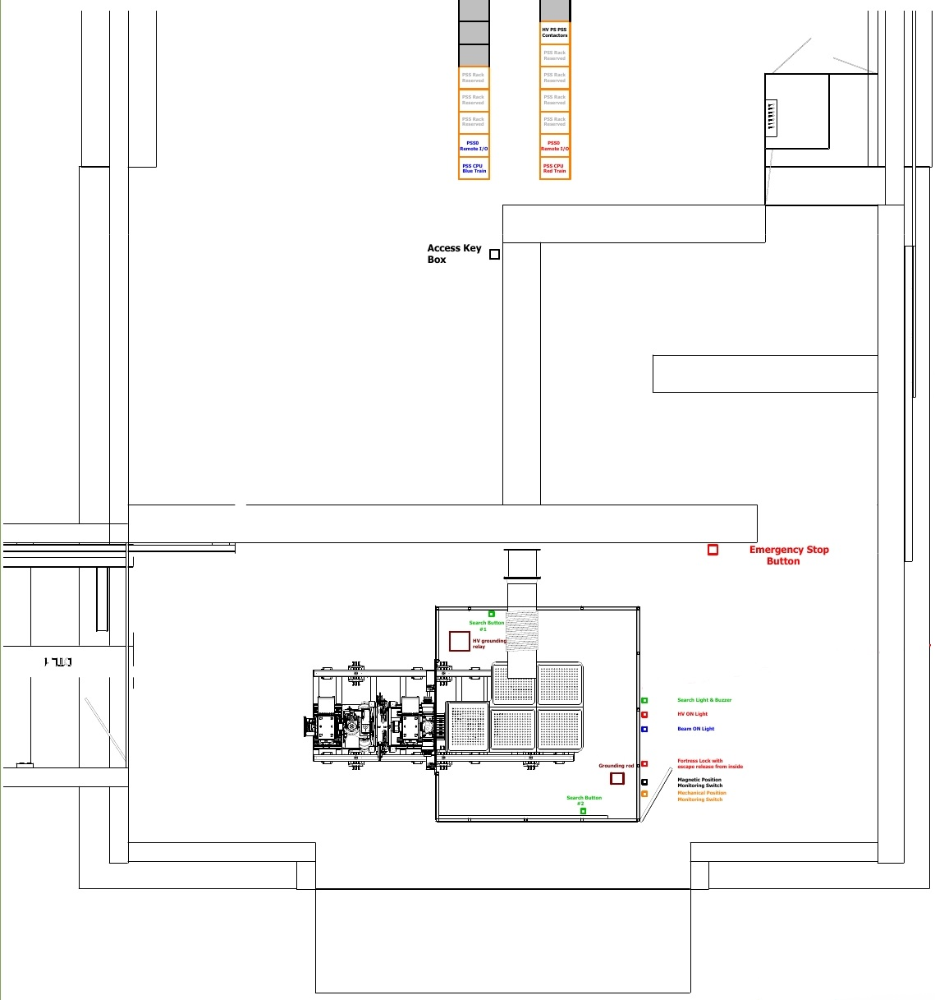 HV PS PSS
Contactors
PSS Rack
Reserved
PSS Rack
Reserved
PSS Rack
Reserved
PSS Rack
Reserved
PSS Rack
Reserved
PSS Rack
Reserved
PSS Rack
Reserved
PSS0
Remote I/O
PSS0
Remote I/O
PSS CPU
Blue Train
PSS CPU
Red Train
Access Key
Box
Emergency Stop
Button
Search Button
#1
HV grounding
relay
Search Light & Buzzer
HV ON Light
Beam ON Light
Fortress Lock with
escape release from inside
Grounding rod
Magnetic Position
Monitoring Switch
Mechanical Position
Monitoring Switch
Search Button
#2